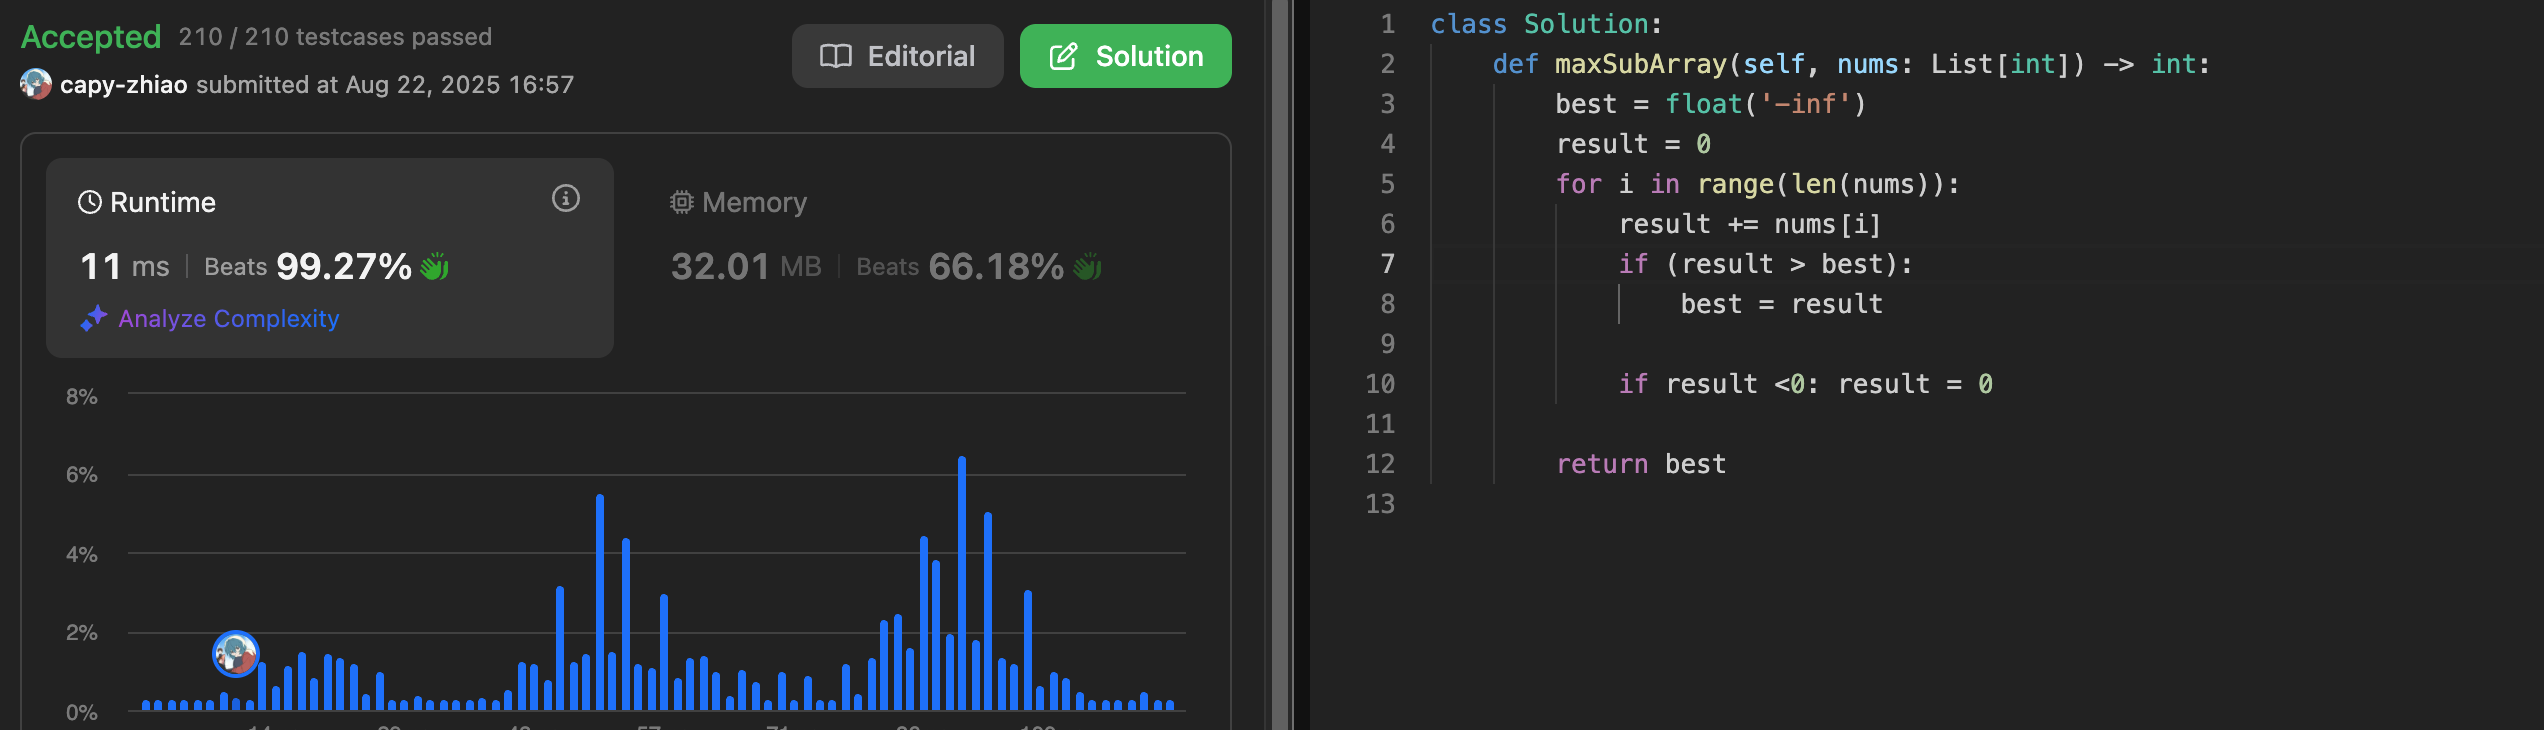 Accepted 210 / 210 testcases passed
capy-zhiao submitted at Aug 22, 2025 16:57
Editorial
Solution
Runtime
11 ms | Beats 99.27%
Analyze Complexity
Memory
32.01 MB | Beats 66.18%
8%
6%
4%
2%
0%
1 class Solution:
2     def maxSubArray(self, nums: List[int]) -> int:
3         best = float('-inf')
4         result = 0
5         for i in range(len(nums)):
6             result += nums[i]
7             if (result > best):
8                 best = result
9
10             if result <0: result = 0
11
12         return best
13